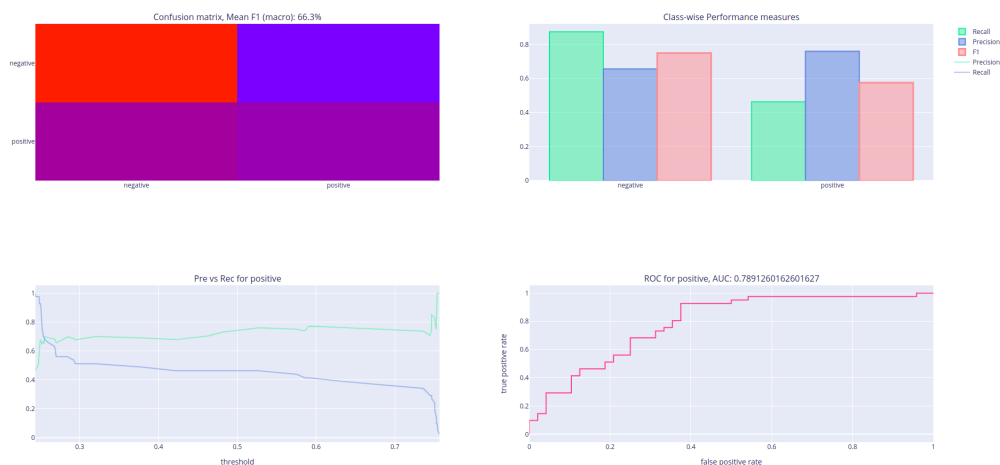 Confusion matrix, Mean F1 (macro): 66.3%
negative
positive
negative
positive
Class-wise Performance measures
0.8
0.6
0.4
0.2
0
negative
positive
Recall
Precision
F1
Precision
Recall
Pre vs Rec for positive
1
0.8
0.6
0.4
0.2
0
0.3
0.4
0.5
0.6
0.7
threshold
ROC for positive, AUC: 0.7891260162601627
true positive rate
1
0.8
0.6
0.4
0.2
0
0
0.2
0.4
0.6
0.8
1
false positive rate